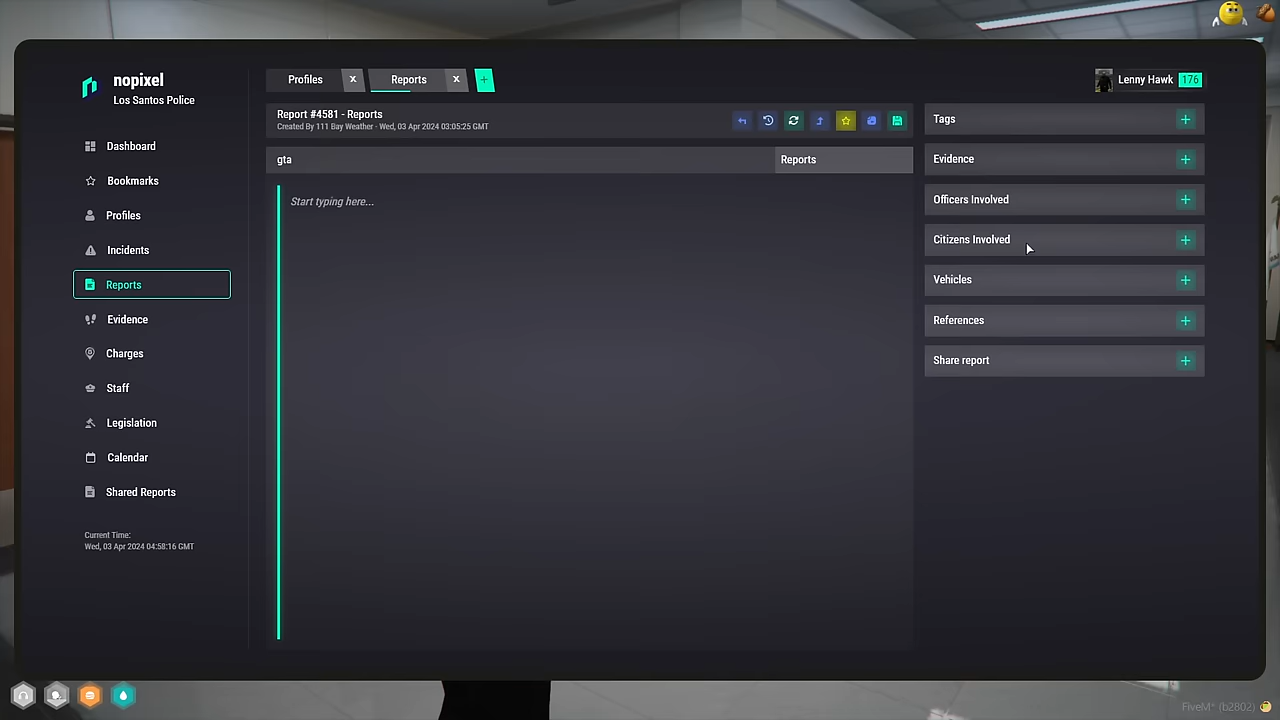 nopixel
Los Santos Police
Dashboard
Bookmarks
Profiles
Incidents
Reports
Evidence
Charges
Staff
Legislation
Calendar
Shared Reports
Current Time:
Wed, 03 Apr 2024 04:58:16 GMT
Profiles x Reports x +
Report #4581 - Reports
Created By 111 Bay Weather - Wed, 03 Apr 2024 03:05:25 GMT
gta
Reports
Start typing here...
Lenny Hawk 176
Tags +
Evidence +
Officers Involved +
Citizens Involved +
Vehicles +
References +
Share report +
FiveM* (b2802)